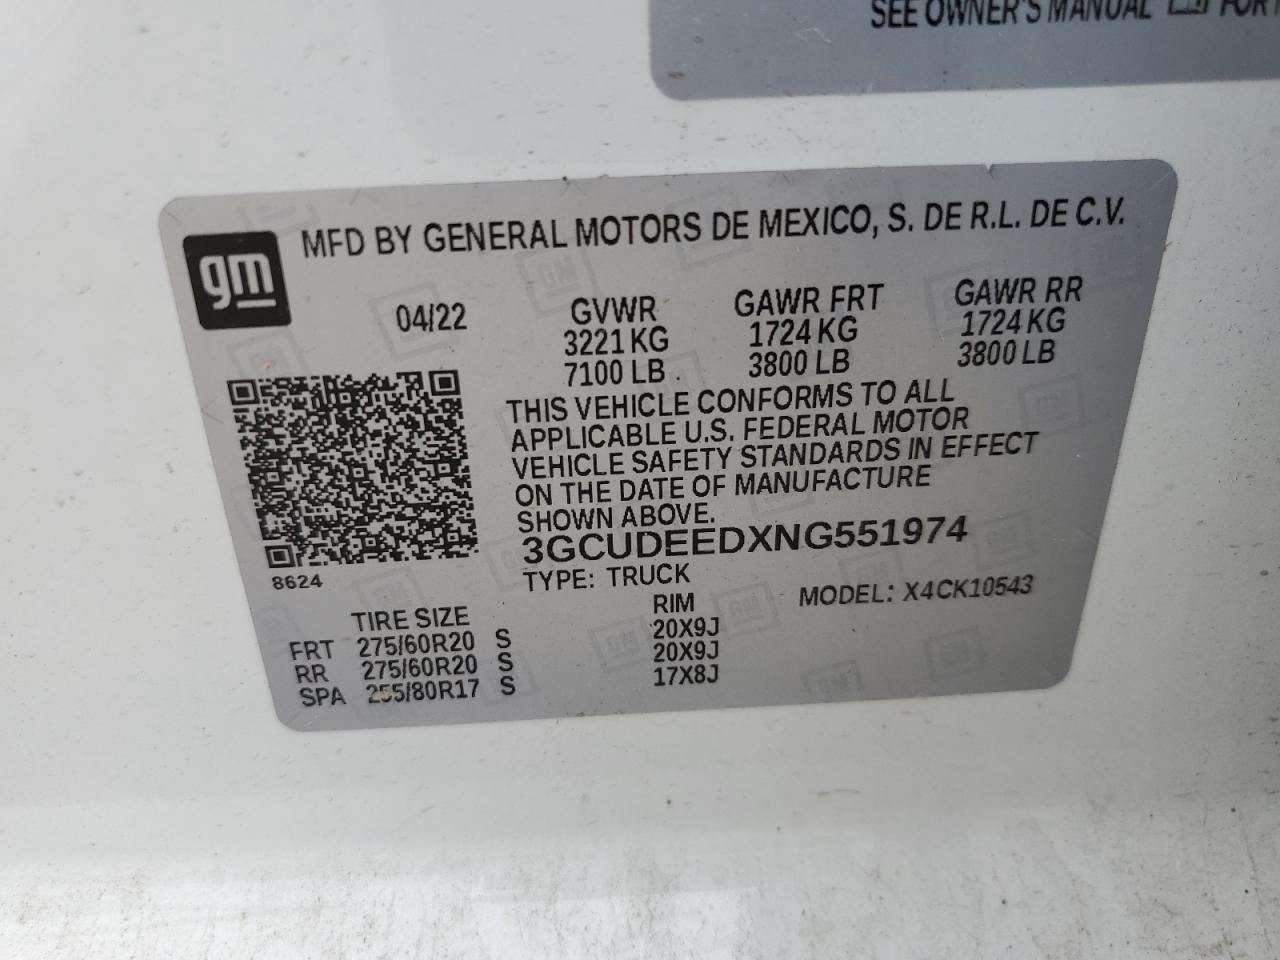 SEE OWNER'S MANUAL FOR
gm
MFD BY GENERAL MOTORS DE MEXICO, S. DE R.L. DE C.V.
04/22 GVWR GAWR FRT GAWR RR
3221 KG 1724 KG 1724 KG
7100 LB 3800 LB 3800 LB
THIS VEHICLE CONFORMS TO ALL
APPLICABLE U.S. FEDERAL MOTOR
VEHICLE SAFETY STANDARDS IN EFFECT
ON THE DATE OF MANUFACTURE
SHOWN ABOVE.
3GCUDEEDXNG551974
8624
TYPE: TRUCK MODEL: X4CK10543
TIRE SIZE RIM
FRT 275/60R20 S 20X9J
RR 275/60R20 S 20X9J
SPA 255/80R17 S 17X8J